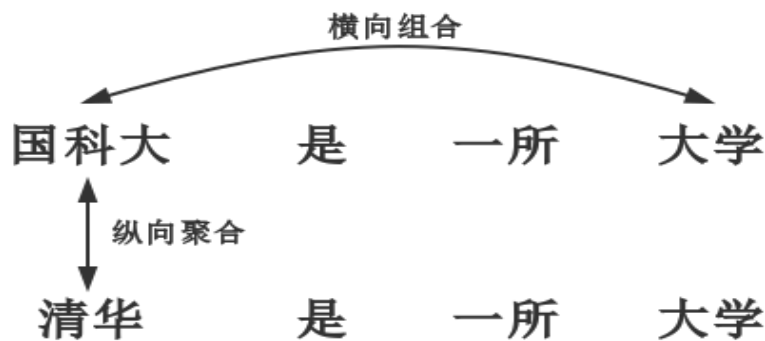 横向组合
国科大 是 一所 大学
纵向聚合
清华 是 一所 大学